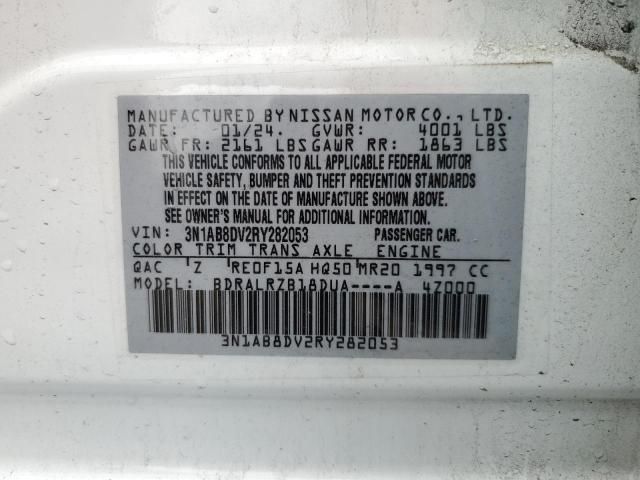 MANUFACTURED BY NISSAN MOTOR CO., LTD.
DATE: 01/24. GVWR: 4001 LBS
GAWR FR: 2161 LBS GAWR RR: 1863 LBS
THIS VEHICLE CONFORMS TO ALL APPLICABLE FEDERAL MOTOR
VEHICLE SAFETY, BUMPER AND THEFT PREVENTION STANDARDS
IN EFFECT ON THE DATE OF MANUFACTURE SHOWN ABOVE.
SEE OWNER'S MANUAL FOR ADDITIONAL INFORMATION.
VIN: 3N1AB8DV2RY282053 PASSENGER CAR.
COLOR TRIM TRANS AXLE ENGINE
QAC Z RE0F15A HQ50 MR20 1997 CC
MODEL: BDRALRZB18DUA----A 4Z000
3N1AB8DV2RY282053